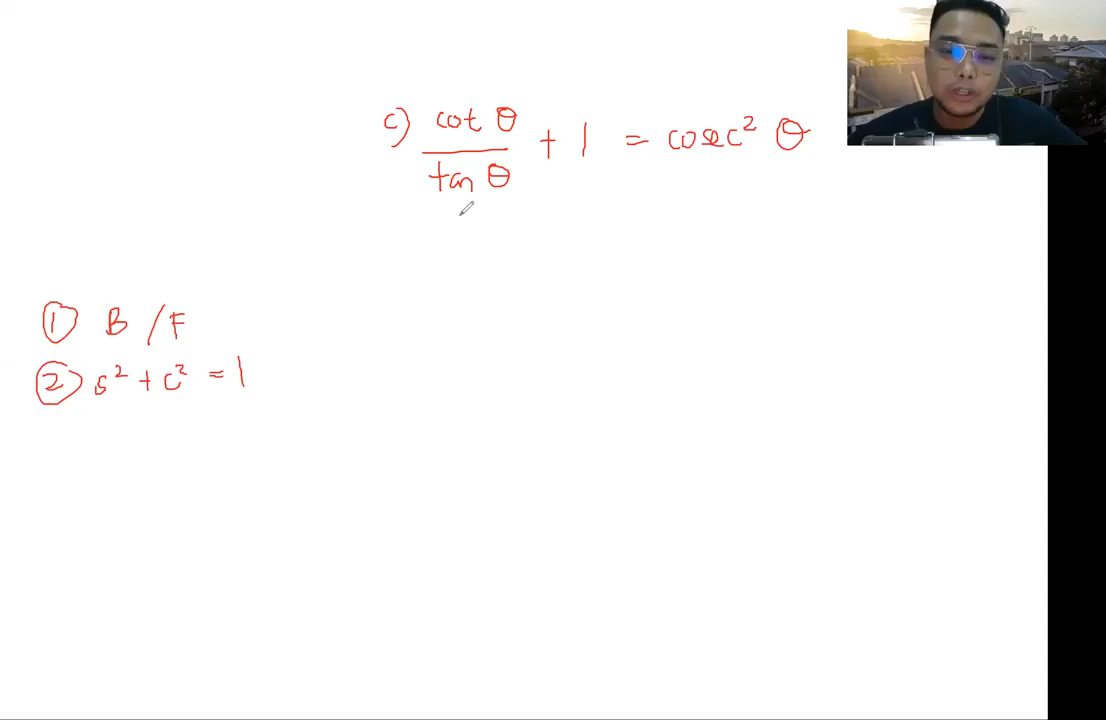 c) cot θ / tan θ + 1 = cosec² θ
① B / F
② s² + c² = 1